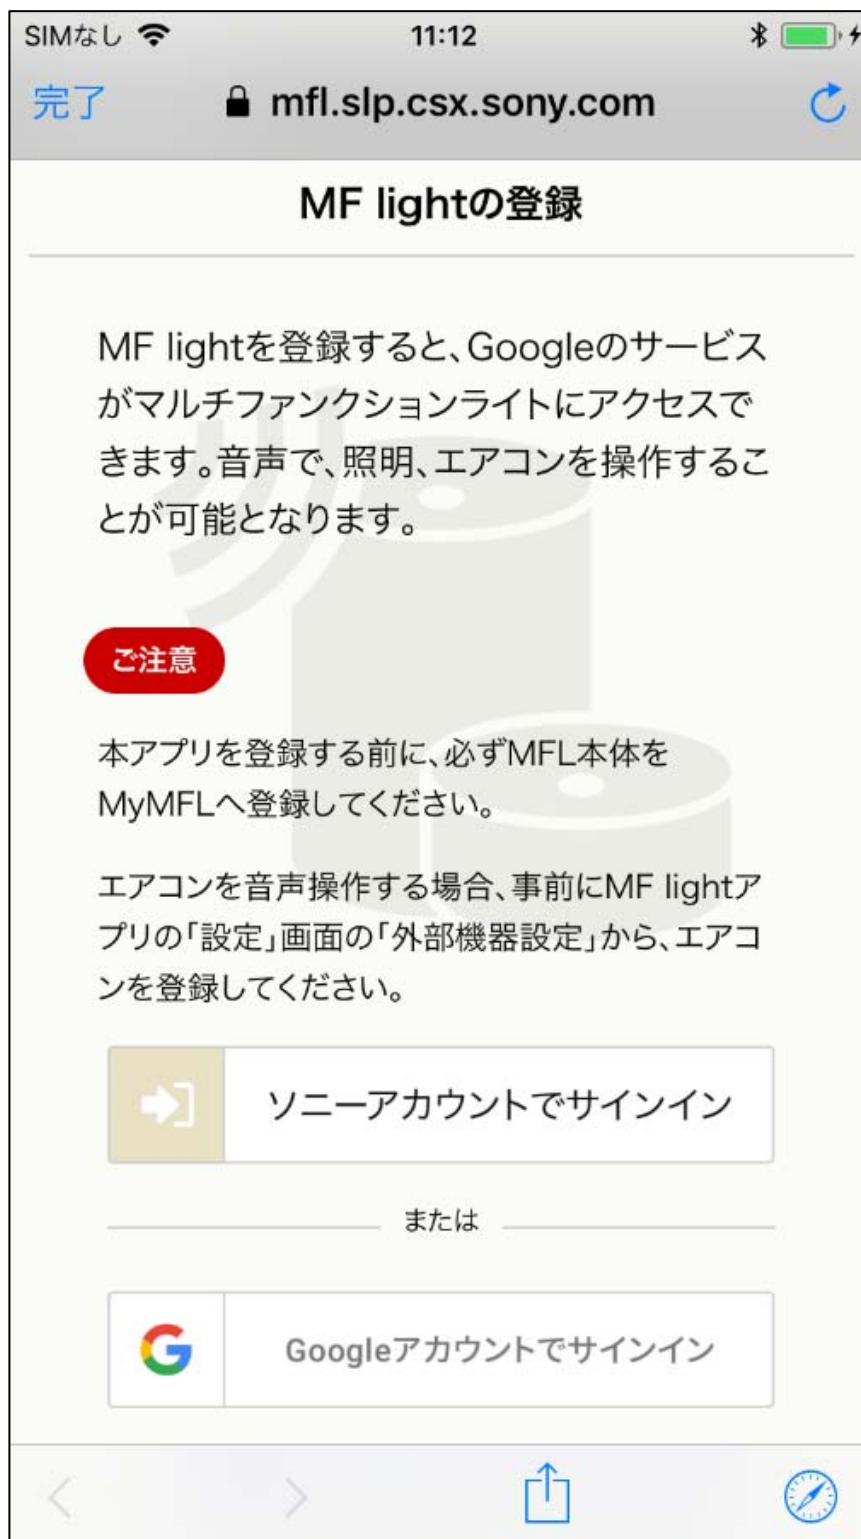 SIMなし 11:12
完了 mfl.slp.csx.sony.com
MF lightの登録
MF lightを登録すると、Googleのサービス
がマルチファンクションライトにアクセスで
きます。音声で、照明、エアコンを操作するこ
とが可能となります。
ご注意
本アプリを登録する前に、必ずMFL本体を
MyMFLへ登録してください。
エアコンを音声操作する場合、事前にMF lightア
プリの「設定」画面の「外部機器設定」から、エアコ
ンを登録してください。
ソニーアカウントでサインイン
または
Googleアカウントでサインイン